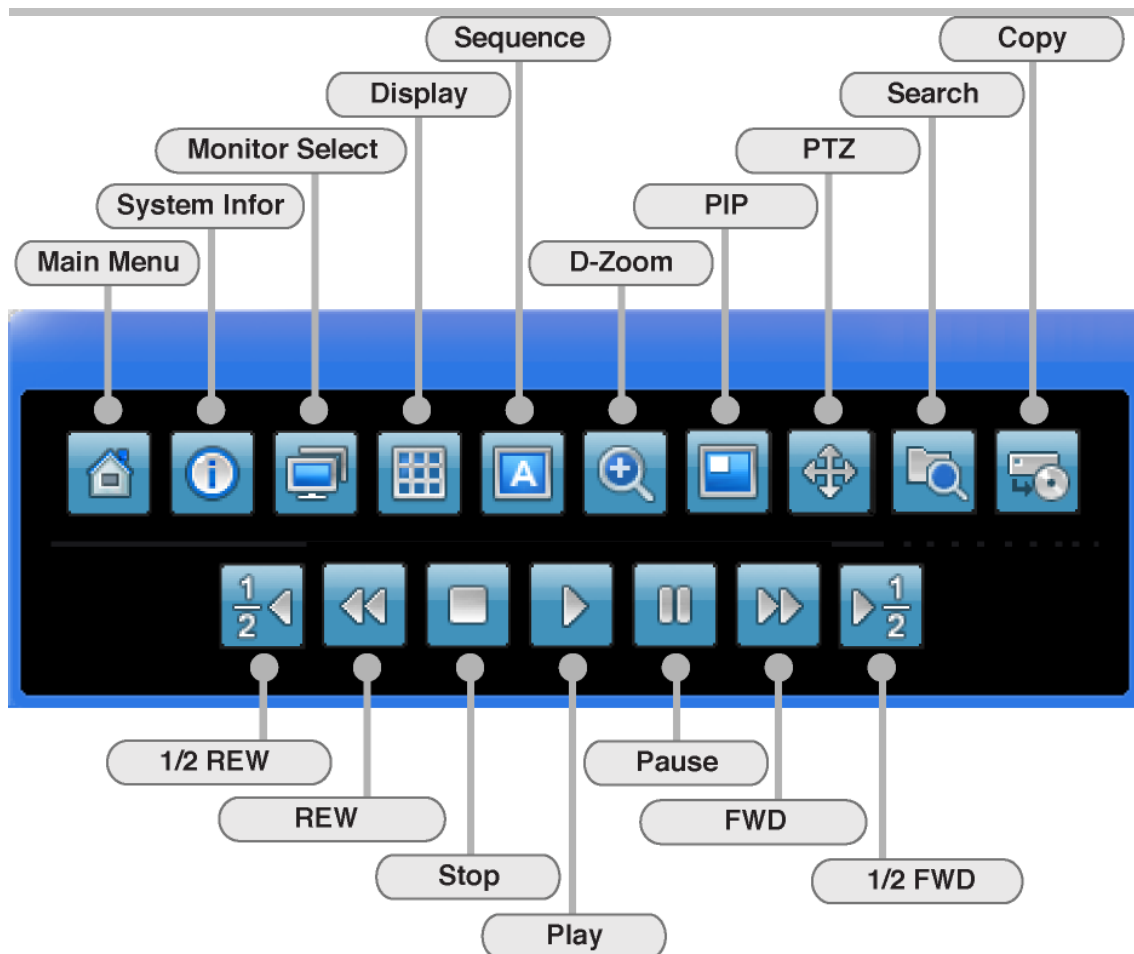 Sequence
Copy
Display
Search
Monitor Select
PTZ
System Infor
PIP
Main Menu
D-Zoom
i
A
1/2
1/2
1/2 REW
Pause
REW
FWD
Stop
1/2 FWD
Play